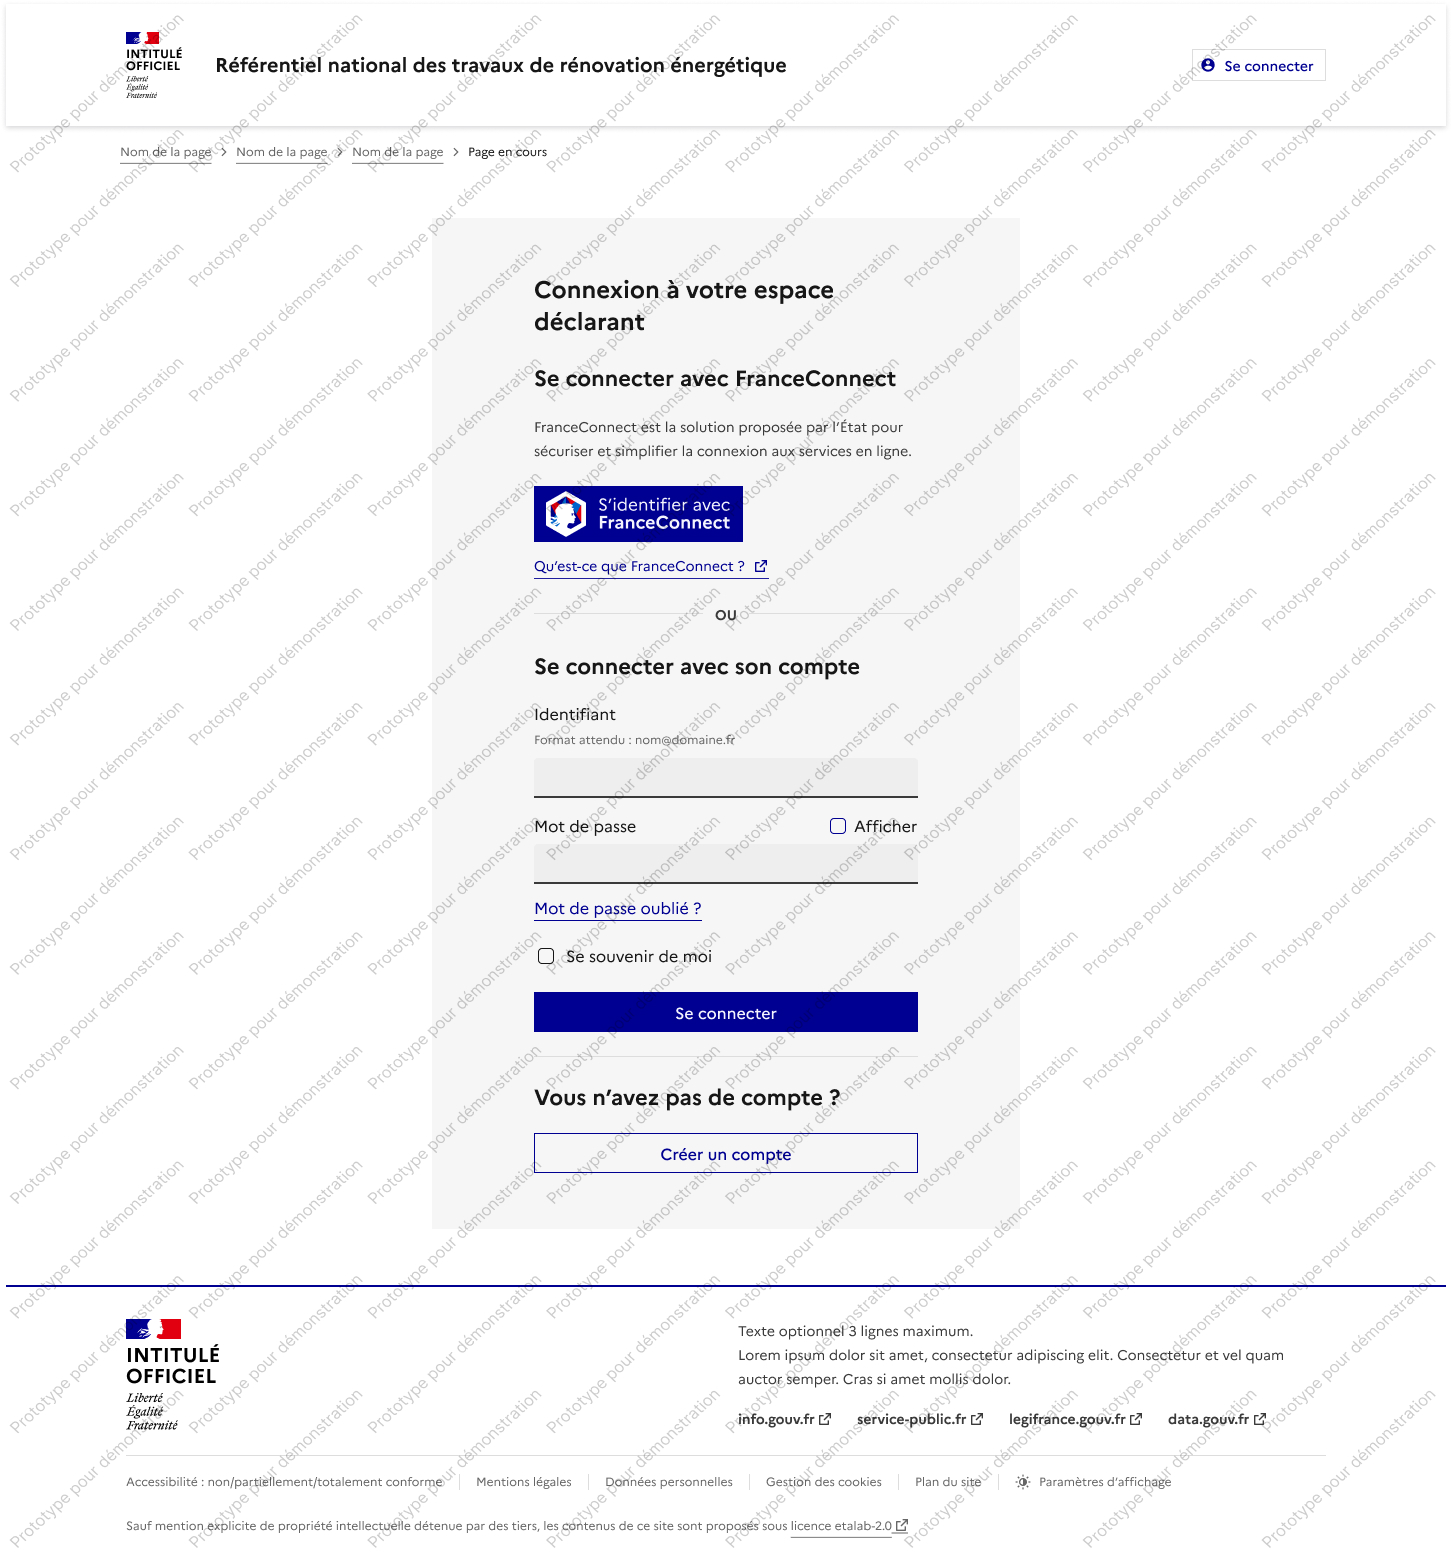 INTITULÉ
OFFICIEL
Liberté
Égalité
Fraternité
Référentiel national des travaux de rénovation énergétique
Se connecter
Nom de la page > Nom de la page > Nom de la page > Page en cours
Connexion à votre espace
déclarant
Se connecter avec FranceConnect
FranceConnect est la solution proposée par l’État pour
sécuriser et simplifier la connexion aux services en ligne.
S’identifier avec
FranceConnect
Qu’est-ce que FranceConnect ?
OU
Se connecter avec son compte
Identifiant
Format attendu : nom@domaine.fr
Mot de passe
Afficher
Mot de passe oublié ?
Se souvenir de moi
Se connecter
Vous n’avez pas de compte ?
Créer un compte
INTITULÉ
OFFICIEL
Liberté
Égalité
Fraternité
Texte optionnel 3 lignes maximum.
Lorem ipsum dolor sit amet, consectetur adipiscing elit. Consectetur et vel quam
auctor semper. Cras si amet mollis dolor.
info.gouv.fr service-public.fr legifrance.gouv.fr data.gouv.fr
Accessibilité : non/partiellement/totalement conforme Mentions légales Données personnelles Gestion des cookies Plan du site Paramètres d’affichage
Sauf mention explicite de propriété intellectuelle détenue par des tiers, les contenus de ce site sont proposés sous licence etalab-2.0
Prototype pour démonstration